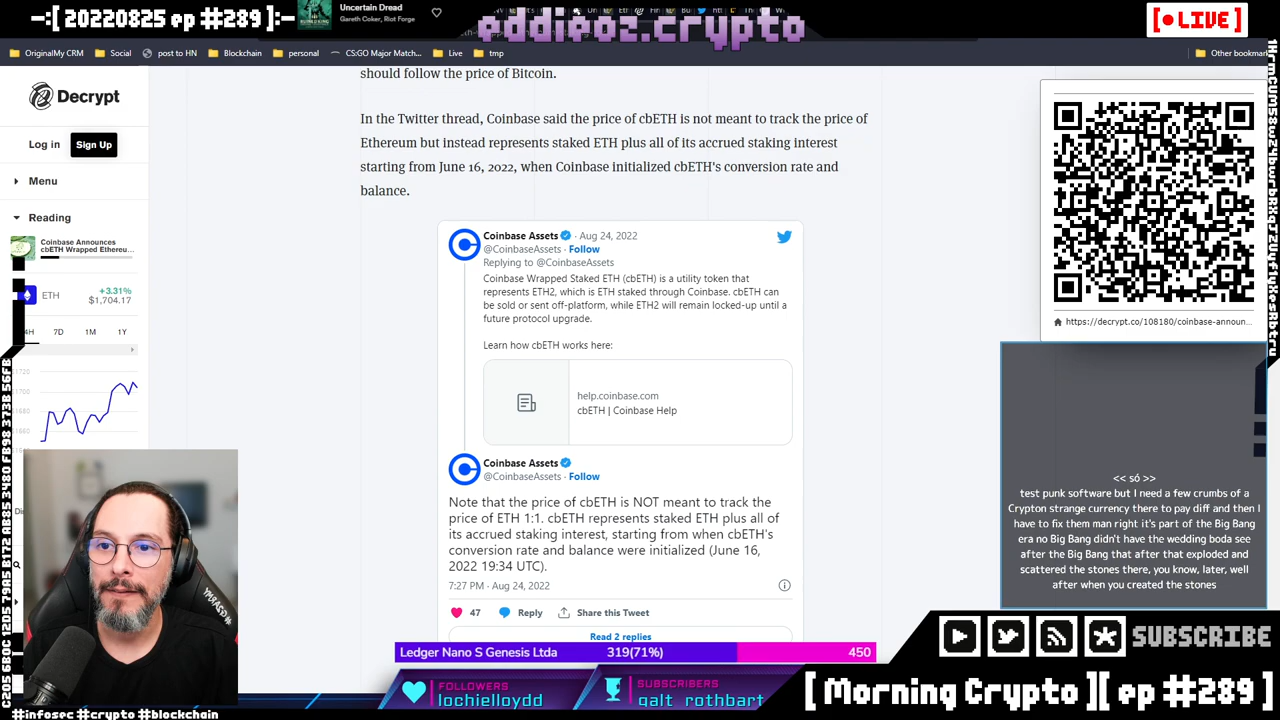 -:[ 20220825 ep #289 ]:-
Uncertain Dread
Gareth Coker, Riot Forge
eddieoz.crypto
[● LIVE]
OriginalMy CRM
Social
post to HN
Blockchain
personal
CS:GO Major Match...
Live
tmp
Other bookmar
Decrypt
Log in
Sign Up
Menu
Reading
Coinbase Announces
cbETH Wrapped Ethereu...
ETH
+3.31%
$1,704.17
7D
1M
1Y
should follow the price of Bitcoin.
In the Twitter thread, Coinbase said the price of cbETH is not meant to track the price of
Ethereum but instead represents staked ETH plus all of its accrued staking interest
starting from June 16, 2022, when Coinbase initialized cbETH's conversion rate and
balance.
Coinbase Assets · Aug 24, 2022
@CoinbaseAssets · Follow
Replying to @CoinbaseAssets
Coinbase Wrapped Staked ETH (cbETH) is a utility token that
represents ETH2, which is ETH staked through Coinbase. cbETH can
be sold or sent off-platform, while ETH2 will remain locked-up until a
future protocol upgrade.
Learn how cbETH works here:
help.coinbase.com
cbETH | Coinbase Help
Coinbase Assets
@CoinbaseAssets · Follow
Note that the price of cbETH is NOT meant to track the
price of ETH 1:1. cbETH represents staked ETH plus all of
its accrued staking interest, starting from when cbETH's
conversion rate and balance were initialized (June 16,
2022 19:34 UTC).
7:27 PM · Aug 24, 2022
47
Reply
Share this Tweet
Read 2 replies
https://decrypt.co/108180/coinbase-announ...
<< só >>
test punk software but I need a few crumbs of a
Crypton strange currency there to pay diff and then I
have to fix them man right it's part of the Big Bang
era no Big Bang didn't have the wedding boda see
after the Big Bang that after that exploded and
scattered the stones there, you know, later, well
after when you created the stones
Ledger Nano S Genesis Ltda
319(71%)
450
FOLLOWERS
lochielloydd
SUBSCRIBERS
galt_rothbart
SUBSCRIBE
[ Morning Crypto ][ ep #289 ]
#infosec #crypto #blockchain